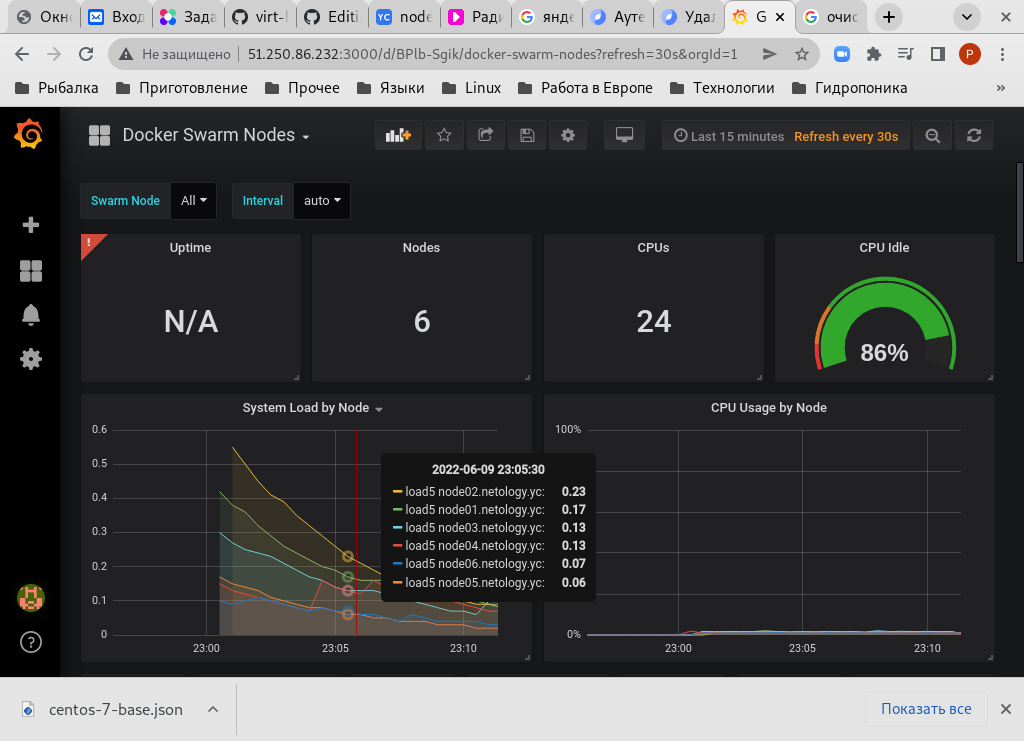 Окно
Вход
Зада
virt-h
Editi
node
Ради
янде
Ауте
Удал
G
очис
Не защищено
51.250.86.232:3000/d/BPlb-Sgik/docker-swarm-nodes?refresh=30s&orgId=1
P
Рыбалка
Приготовление
Прочее
Языки
Linux
Работа в Европе
Технологии
Гидропоника
»
Docker Swarm Nodes
Last 15 minutes
Refresh every 30s
Swarm Node
All
Interval
auto
!
Uptime
N/A
Nodes
6
CPUs
24
CPU Idle
86%
System Load by Node
0.6
0.5
0.4
0.3
0.2
0.1
0
23:00
23:05
23:10
2022-06-09 23:05:30
load5 node02.netology.yc: 0.23
load5 node01.netology.yc: 0.17
load5 node03.netology.yc: 0.13
load5 node04.netology.yc: 0.13
load5 node06.netology.yc: 0.07
load5 node05.netology.yc: 0.06
CPU Usage by Node
100%
0%
23:00
23:05
23:10
centos-7-base.json
Показать все